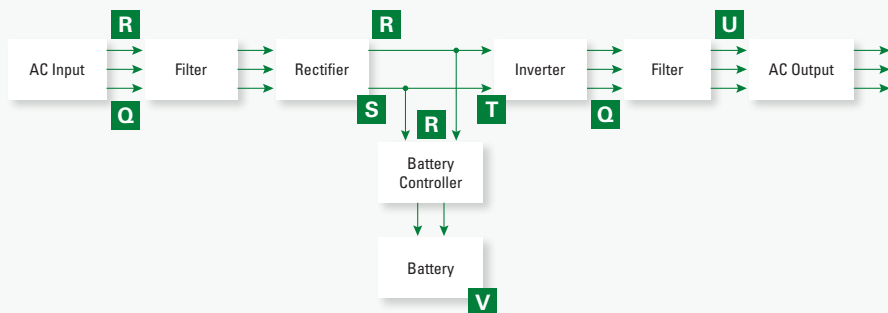 R
R
U
AC Input
Filter
Rectifier
Inverter
Filter
AC Output
Q
S
R
T
Q
Battery
Controller
Battery
V